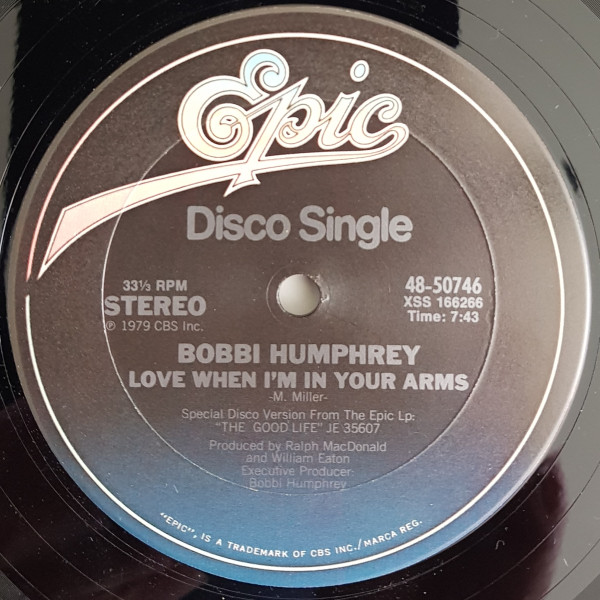 Epic
Disco Single
33⅓ RPM
STEREO
℗ 1979 CBS Inc.
48-50746
XSS 166266
Time: 7:43
BOBBI HUMPHREY
LOVE WHEN I'M IN YOUR ARMS
-M. Miller-
Special Disco Version From The Epic Lp:
"THE GOOD LIFE" JE 35607
Produced by Ralph MacDonald
and William Eaton
Executive Producer:
Bobbi Humphrey
"EPIC", IS A TRADEMARK OF CBS INC./MARCA REG.